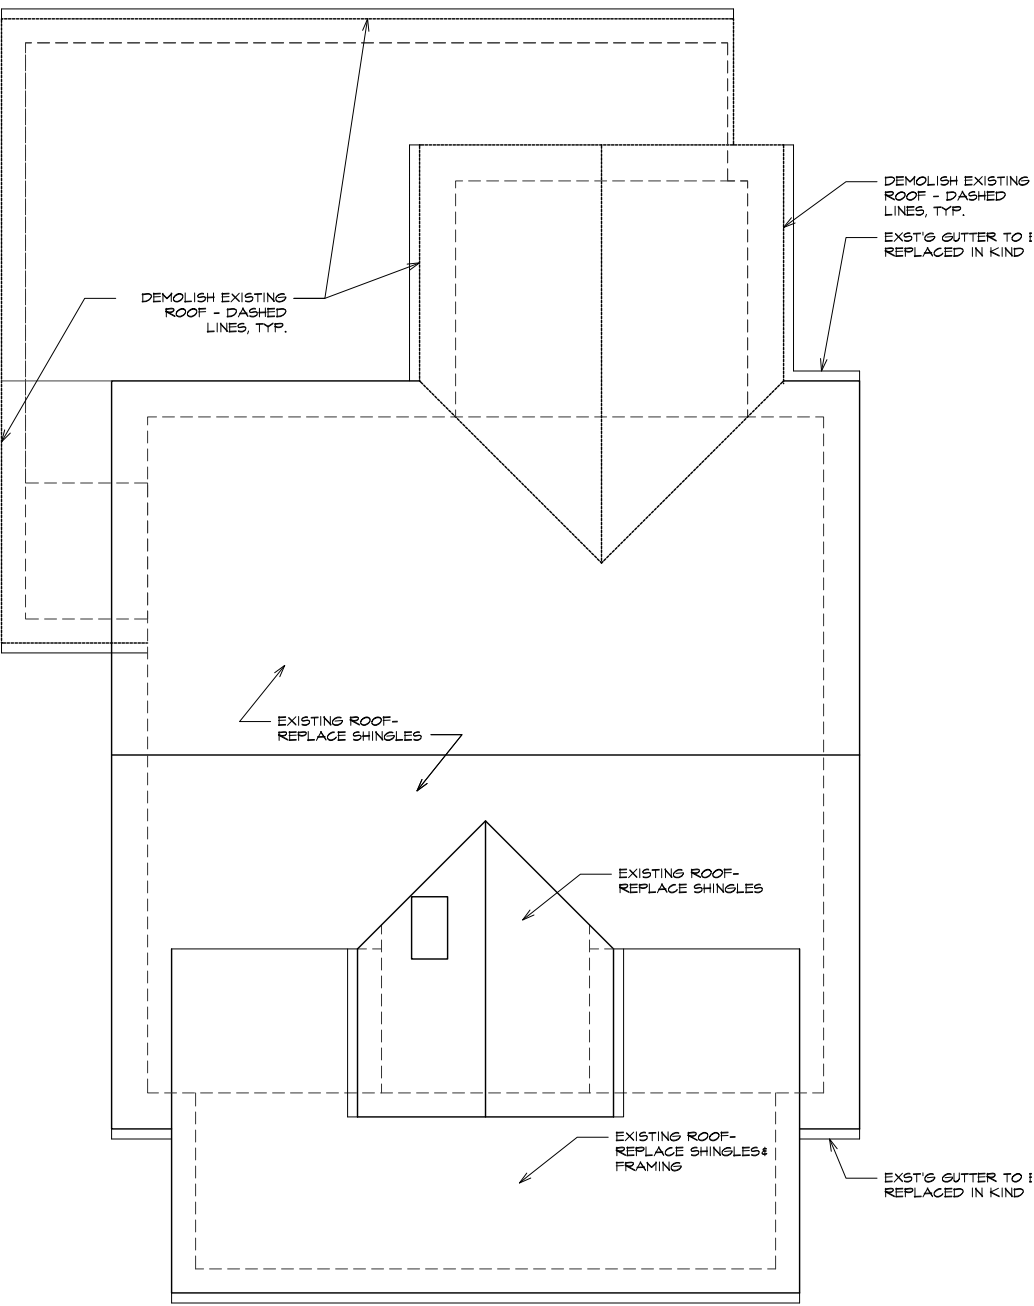 DEMOLISH EXISTING
ROOF - DASHED
LINES, TYP.
EXST'G GUTTER TO
REPLACED IN KIND
DEMOLISH EXISTING
ROOF - DASHED
LINES, TYP.
EXISTING ROOF-
REPLACE SHINGLES
EXISTING ROOF-
REPLACE SHINGLES
EXISTING ROOF-
REPLACE SHINGLES&
FRAMING
EXST'G GUTTER TO
REPLACED IN KIND